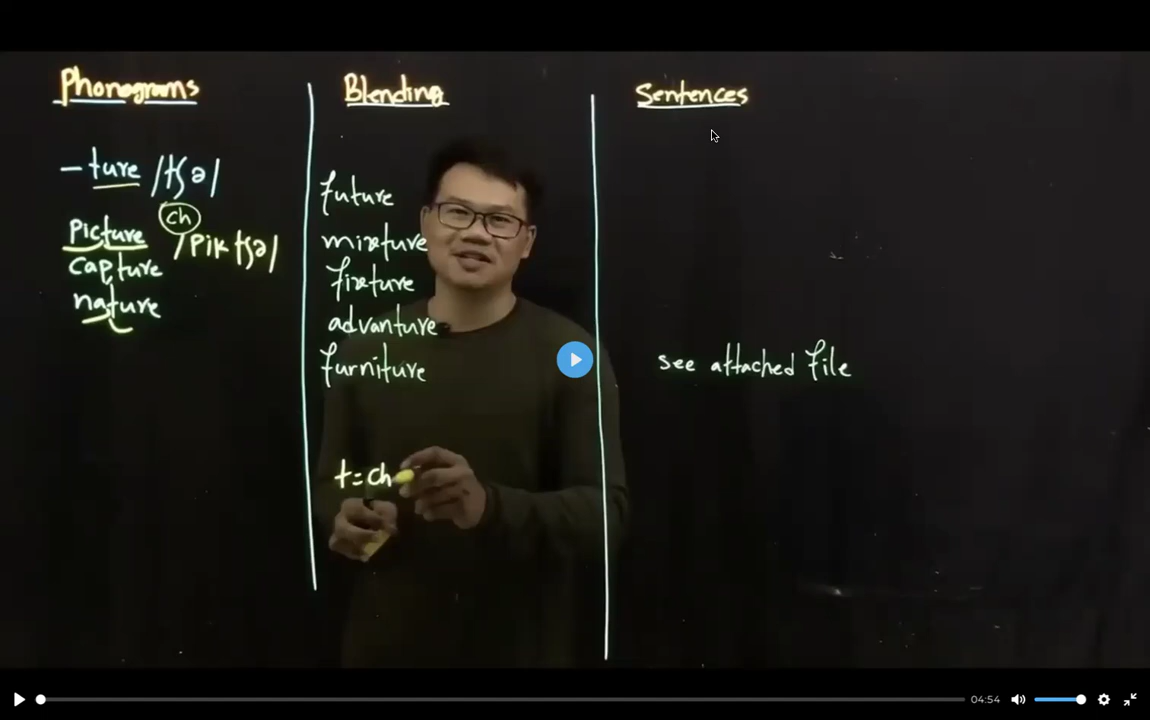 Phonograms
-ture /tʃə/
ch
Picture /Piktʃə/
capture
nature
Blending
future
mixture
fixture
advanture
furniture
t=ch
Sentences
see attached file
04:54